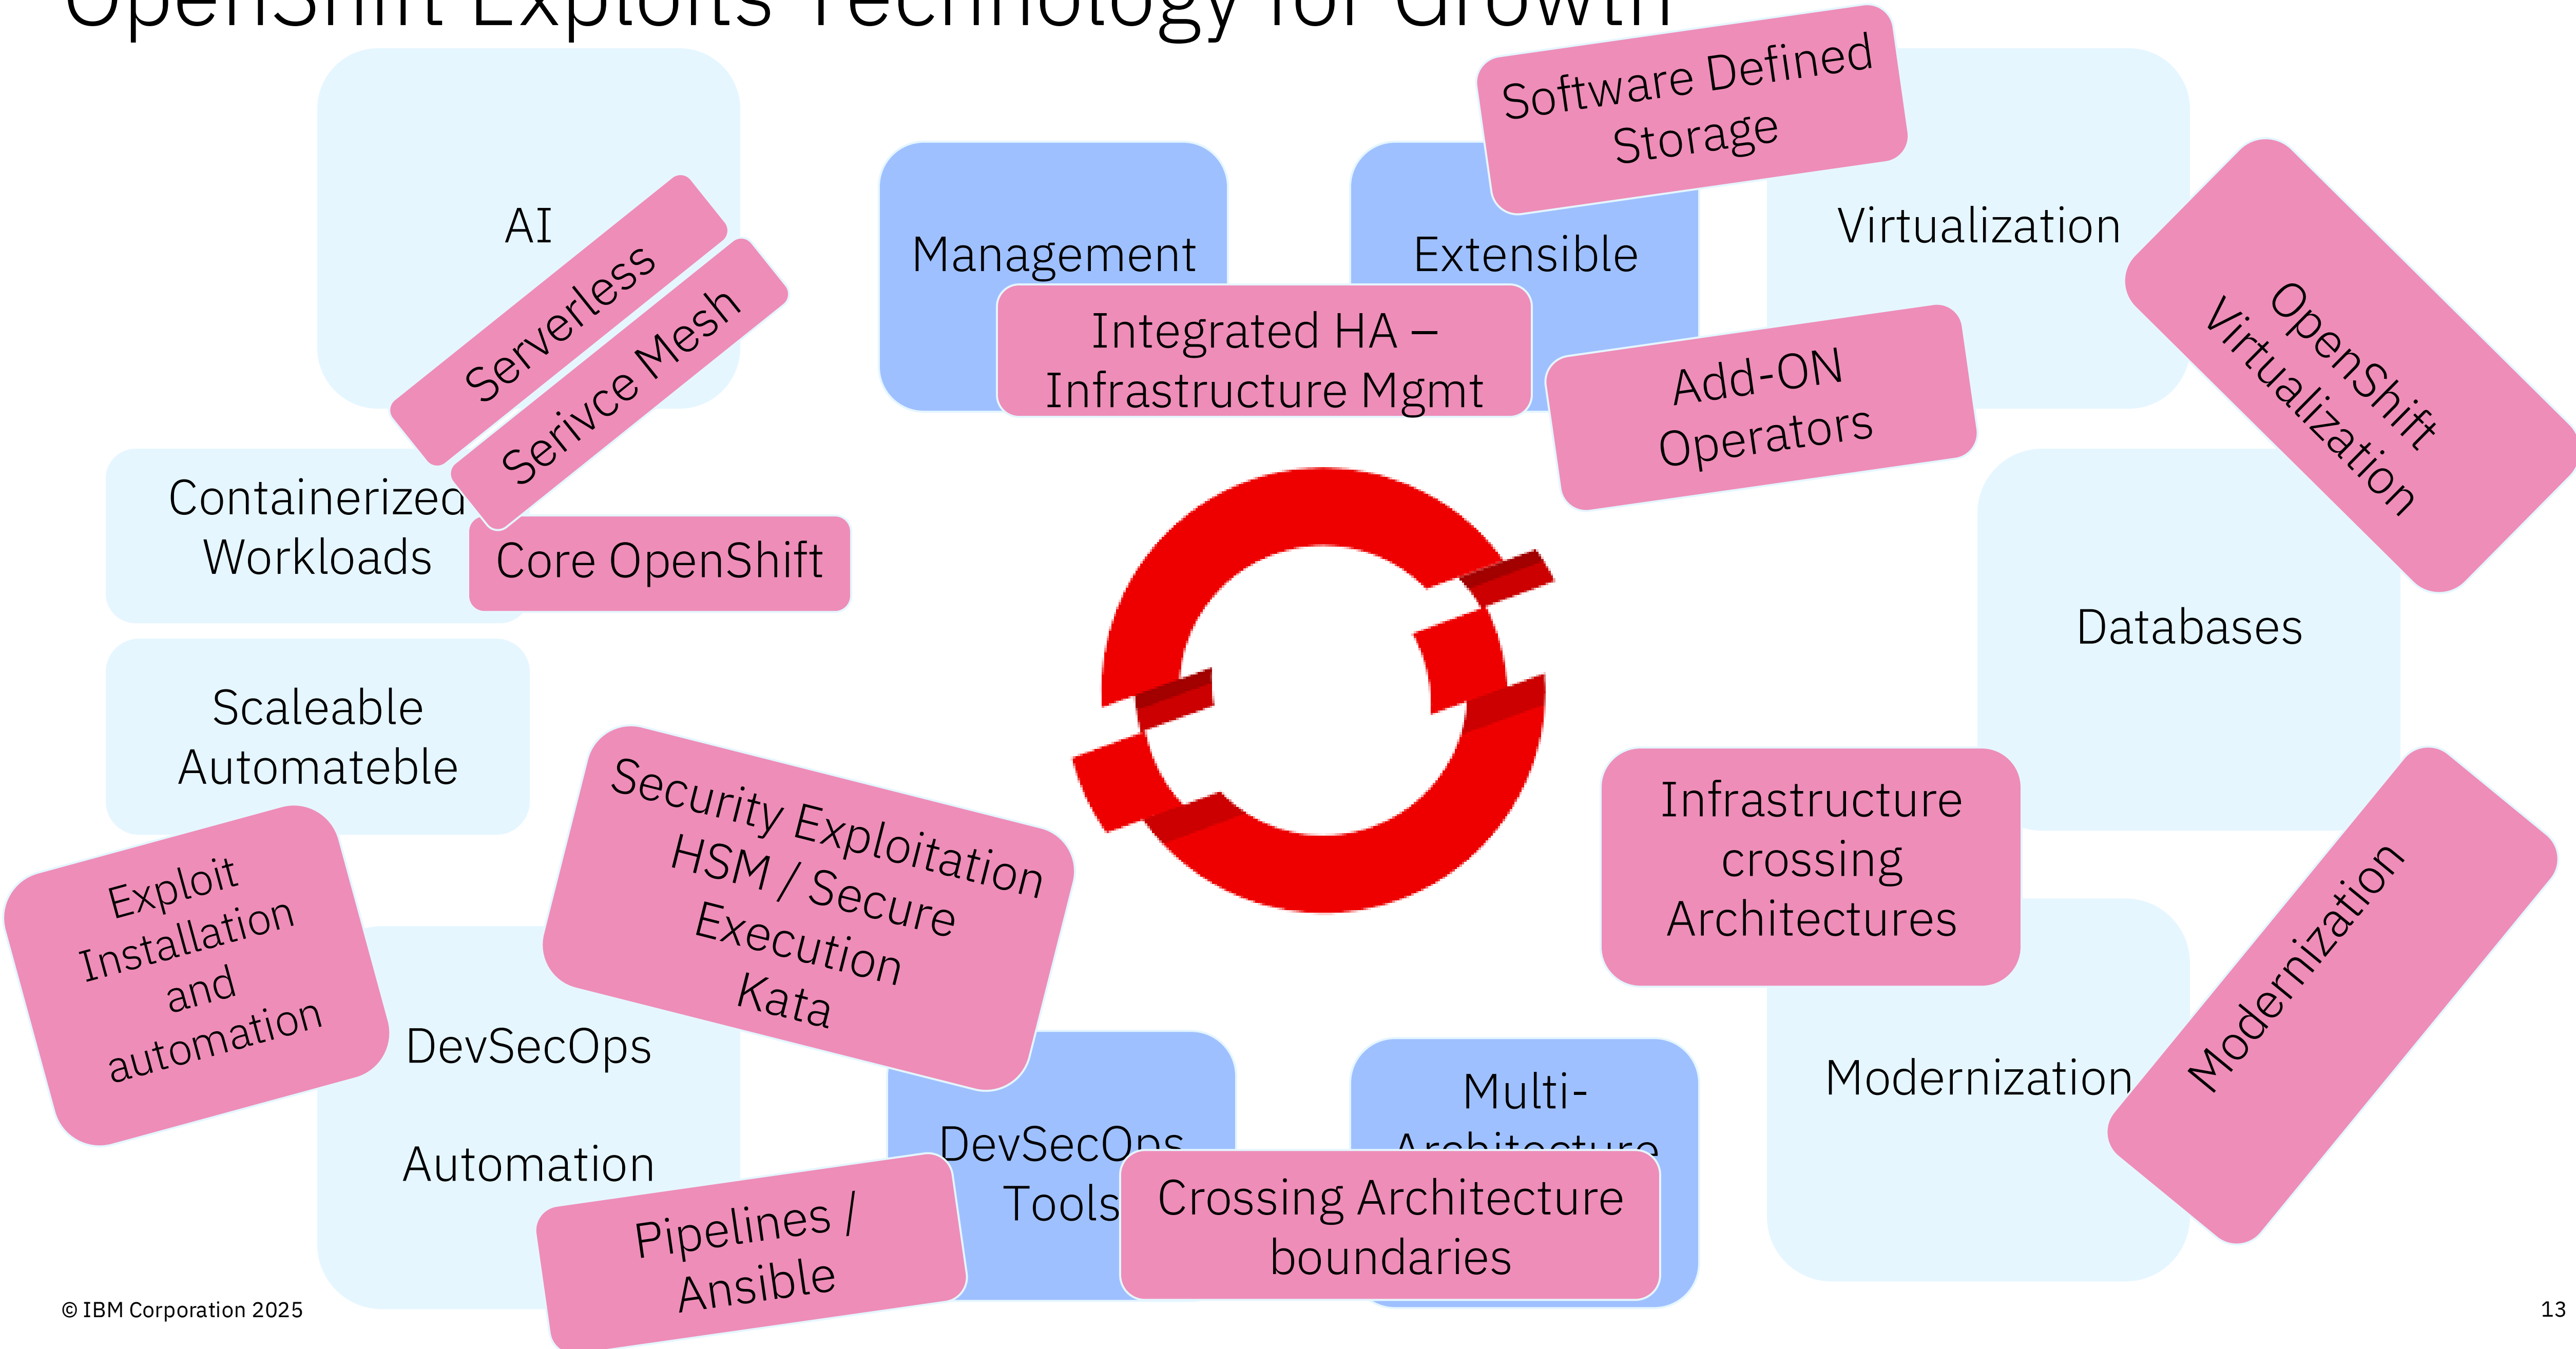 OpenShift Exploits Technology for Growth
AI
Serverless
Serivce Mesh
Management
Extensible
Integrated HA –
Infrastructure Mgmt
Software Defined
Storage
Add-ON
Operators
Virtualization
OpenShift
Virtualization
Containerized
Workloads
Core OpenShift
Databases
Scaleable
Automateble
Security Exploitation
HSM / Secure
Execution
Kata
Infrastructure
crossing
Architectures
Exploit
Installation
and
automation
DevSecOps
Automation
Pipelines /
Ansible
DevSecOps
Tools
Multi-
Architecture
Crossing Architecture
boundaries
Modernization
Modernization
© IBM Corporation 2025
13